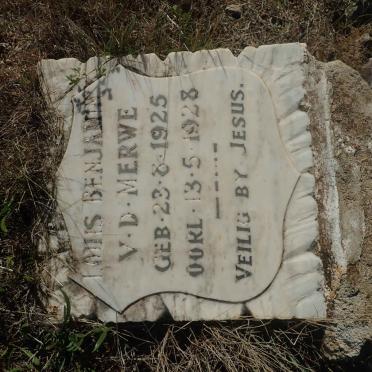 LOUIS BENJAMIN
V·D·MERWE
GEB·23·8·1925
OORL·13·5·1928
VEILIG BY JESUS.